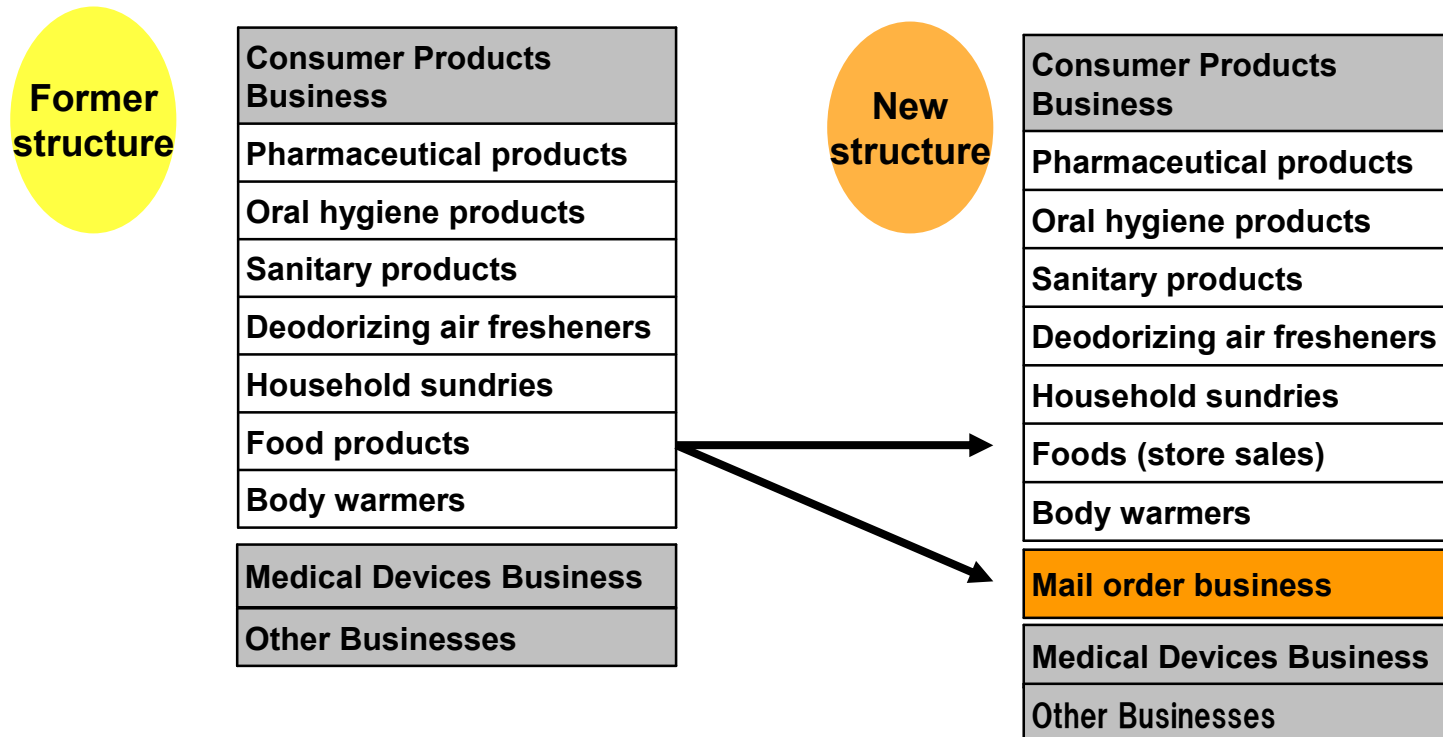 Former
structure
Consumer Products
Business
Pharmaceutical products
Oral hygiene products
Sanitary products
Deodorizing air fresheners
Household sundries
Food products
Body warmers
Medical Devices Business
Other Businesses
New
structure
Consumer Products
Business
Pharmaceutical products
Oral hygiene products
Sanitary products
Deodorizing air fresheners
Household sundries
Foods (store sales)
Body warmers
Mail order business
Medical Devices Business
Other Businesses